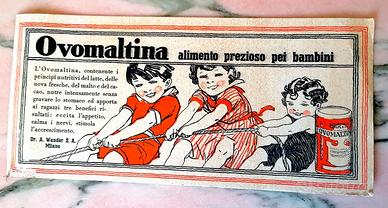 Ovomaltina alimento prezioso pei bambini
L'Ovomaltina, contenente i
principî nutritivi del latte, delle
uova fresche, del malto e del ca-
cao, nutre intensamente senza
gravare lo stomaco ed apporta
ai ragazzi tre benefici ri-
sultati: eccita l'appetito,
calma i nervi, stimola
l'accrescimento.
Dr. A. Wander S. A.
Milano
OVOMALTINA